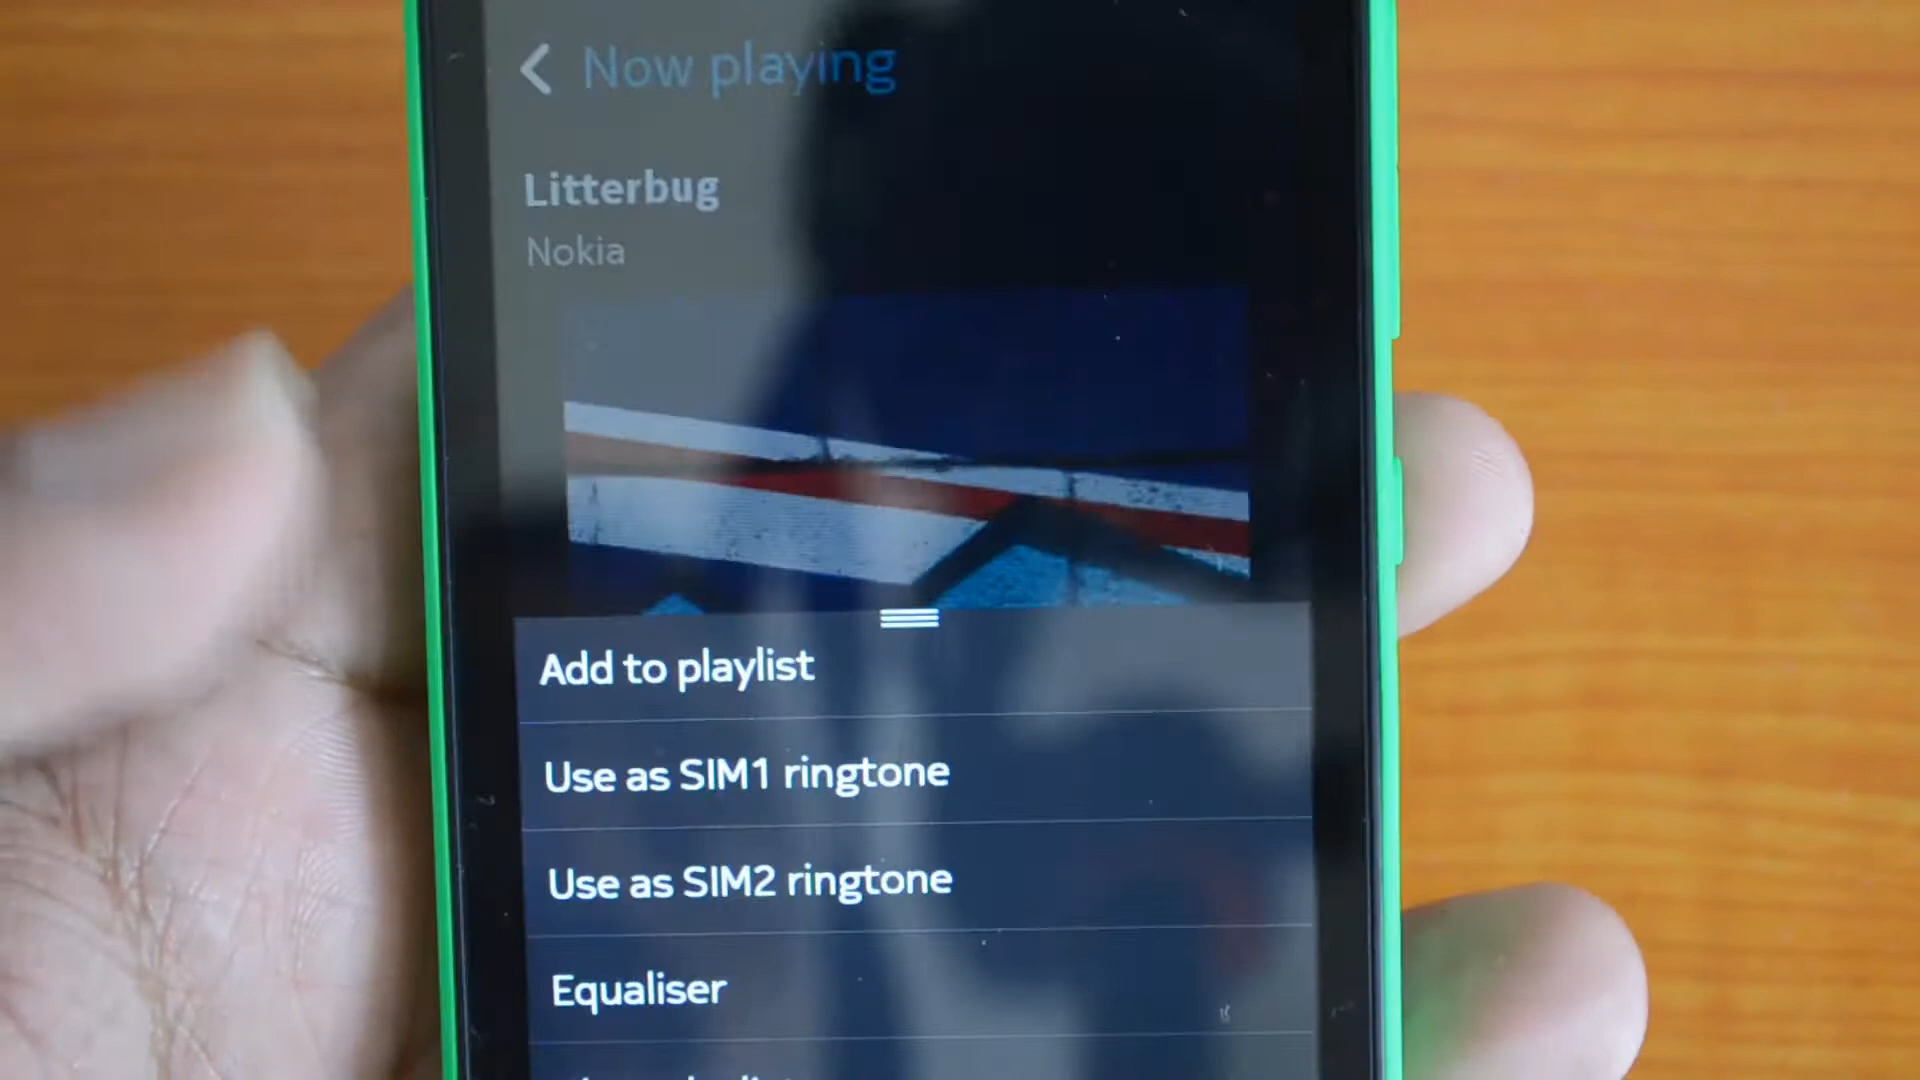 Now playing
Litterbug
Nokia
Add to playlist
Use as SIM1 ringtone
Use as SIM2 ringtone
Equaliser